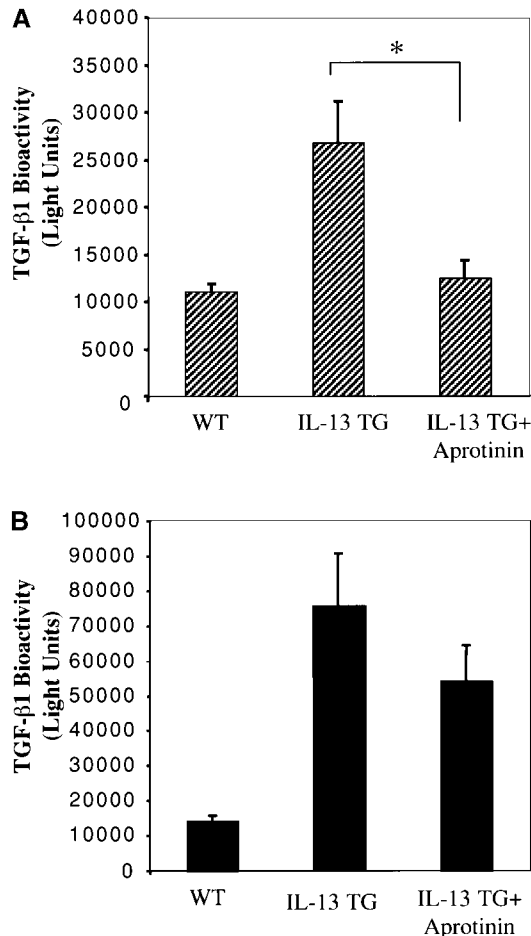 A
TGF-β1 Bioactivity
(Light Units)
40000
35000
30000
25000
20000
15000
10000
5000
0
*
WT
IL-13 TG
IL-13 TG+
Aprotinin
B
TGF-β1 Bioactivity
(Light Units)
100000
90000
80000
70000
60000
50000
40000
30000
20000
10000
0
WT
IL-13 TG
IL-13 TG+
Aprotinin